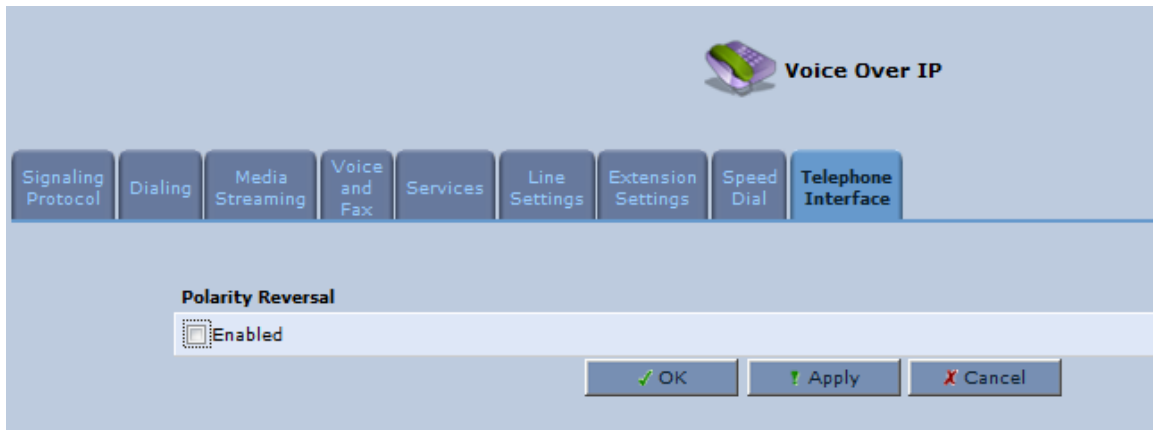 Voice Over IP
Signaling Protocol
Dialing
Media Streaming
Voice and Fax
Services
Line Settings
Extension Settings
Speed Dial
Telephone Interface
Polarity Reversal
Enabled
OK
Apply
Cancel